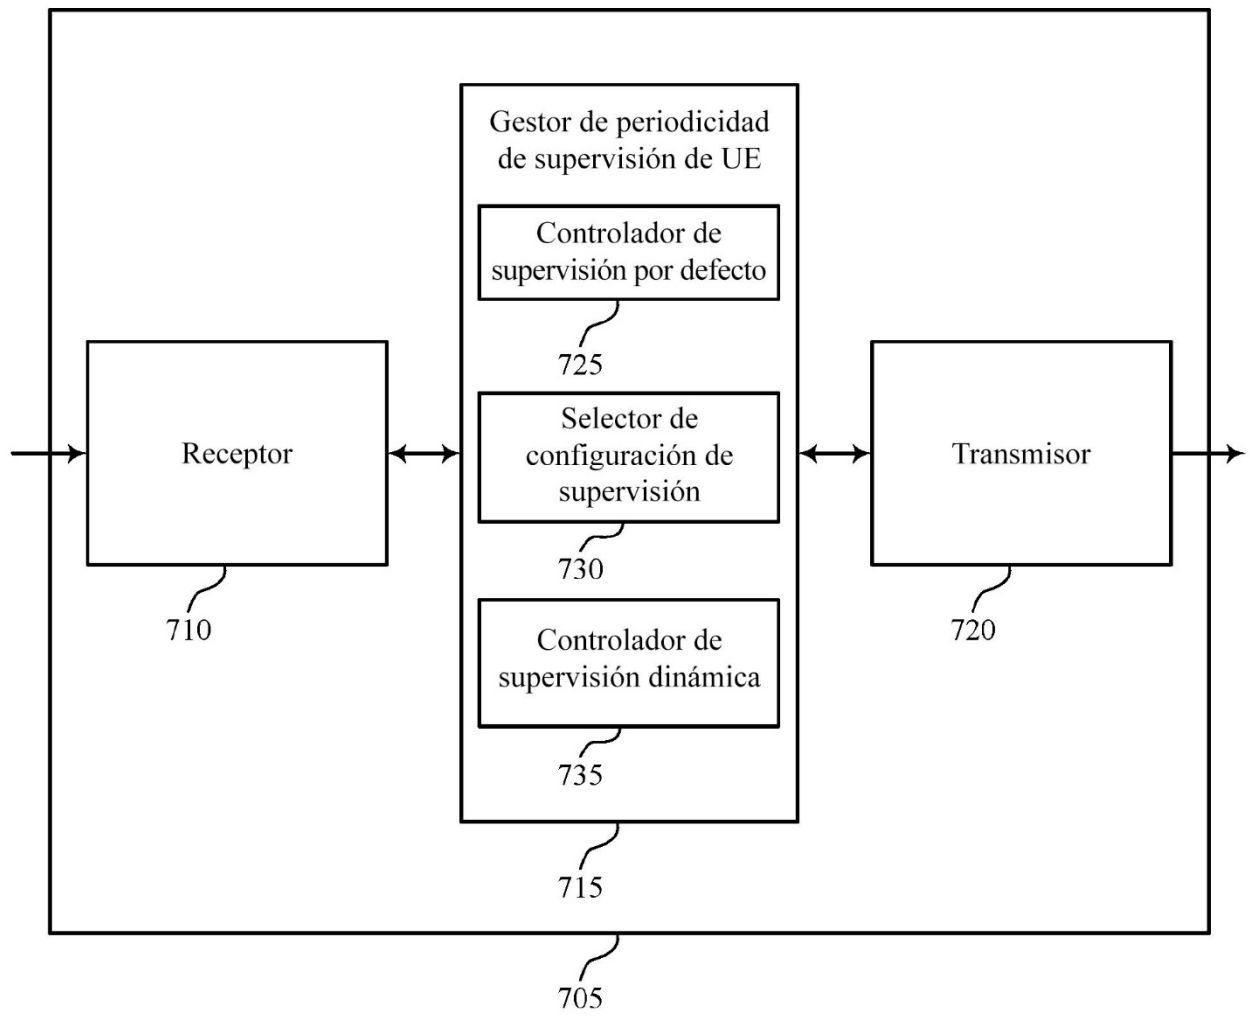 Gestor de periodicidad
de supervisión de UE
Controlador de
supervisión por defecto
725
Receptor
710
Selector de
configuración de
supervisión
730
Transmisor
720
Controlador de
supervisión dinámica
735
715
705